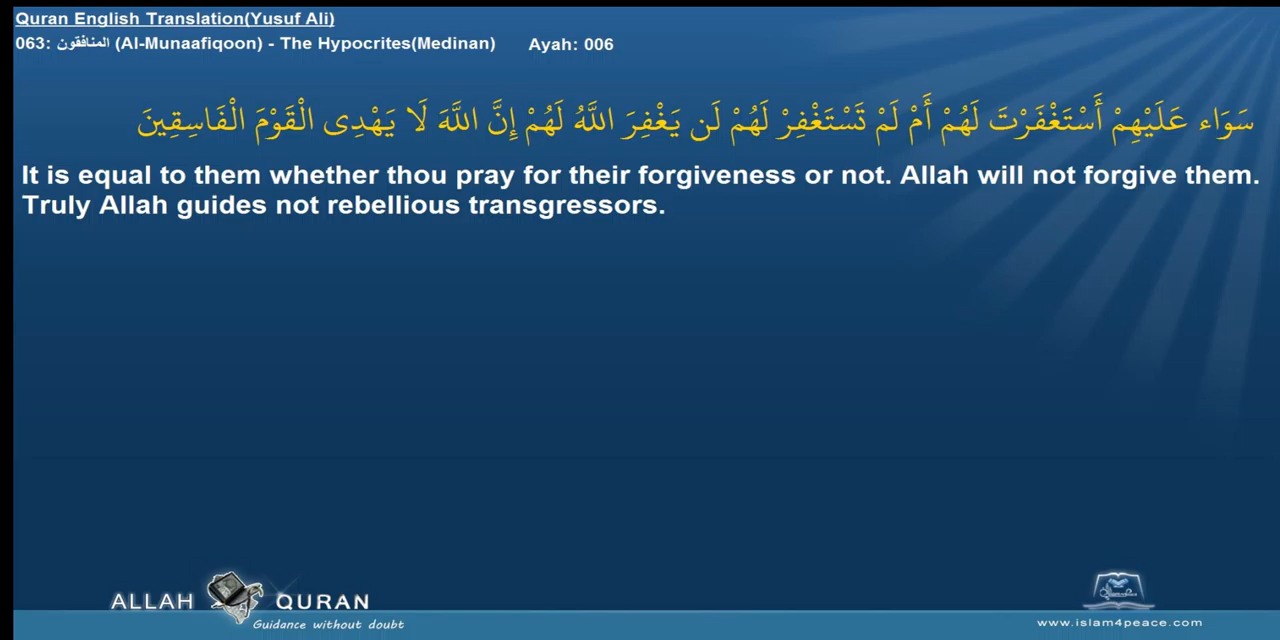 Quran English Translation(Yusuf Ali)
063: المنافقون (Al-Munaafiqoon) - The Hypocrites(Medinan) Ayah: 006
سَوَاء عَلَيْهِمْ أَسْتَغْفَرْتَ لَهُمْ أَمْ لَمْ تَسْتَغْفِرْ لَهُمْ لَن يَغْفِرَ اللَّهُ لَهُمْ إِنَّ اللَّهَ لَا يَهْدِى الْقَوْمَ الْفَاسِقِينَ
It is equal to them whether thou pray for their forgiveness or not. Allah will not forgive them.
Truly Allah guides not rebellious transgressors.
ALLAH QURAN
Guidance without doubt
www.islam4peace.com